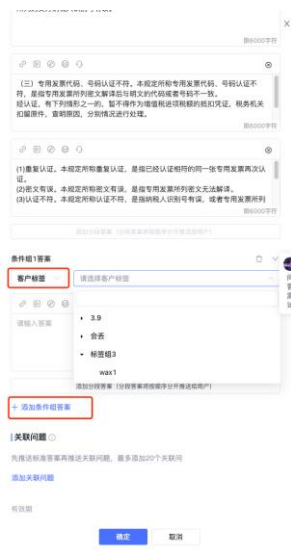 限6000字符
（三）专用发票代码、号码认证不符。本规定所称专用发票代码、号码认证不
符，是指专用发票所列密文解译后与明文的代码或者号码不一致。
经认证，有下列情形之一的，暂不得作为增值税进项税额的抵扣凭证，税务机关
扣留原件，查明原因，分别情况进行处理。
限6000字符
(1)重复认证。本规定所称重复认证，是指已经认证相符的同一张专用发票再次认
证。
(2)密文有误。本规定所称密文有误，是指专用发票所列密文无法解译。
(3)认证不符。本规定所称认证不符，是指纳税人识别号有误，或者专用发票所列
限6000字符
添加分段答案（分段答案将按顺序分开推送给用户）
条件组1答案
客户标签
请选择客户标签
请输入答案
3.9
会丢
标签组3
wax1
添加分段答案（分段答案将按顺序分开推送给用户）
+ 添加条件组答案
关联问题
先推送标准答案再推送关联问题，最多添加20个关联问
添加关联问题
有效期
确定 取消